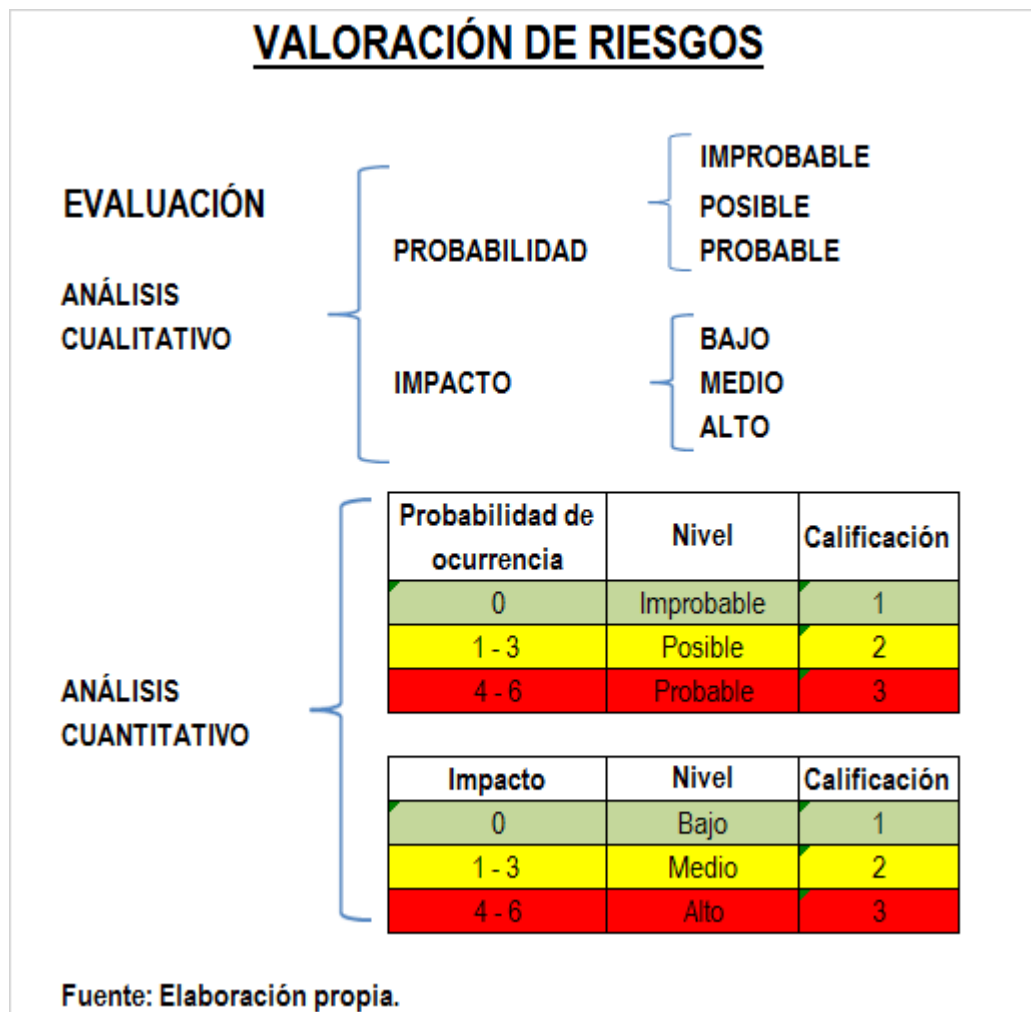 VALORACIÓN DE RIESGOS
EVALUACIÓN
ANÁLISIS
CUALITATIVO
PROBABILIDAD
IMPROBABLE
POSIBLE
PROBABLE
IMPACTO
BAJO
MEDIO
ALTO
ANÁLISIS
CUANTITATIVO
Probabilidad de
ocurrencia Nivel Calificación
0 Improbable 1
1 - 3 Posible 2
4 - 6 Probable 3
Impacto Nivel Calificación
0 Bajo 1
1 - 3 Medio 2
4 - 6 Alto 3
Fuente: Elaboración propia.